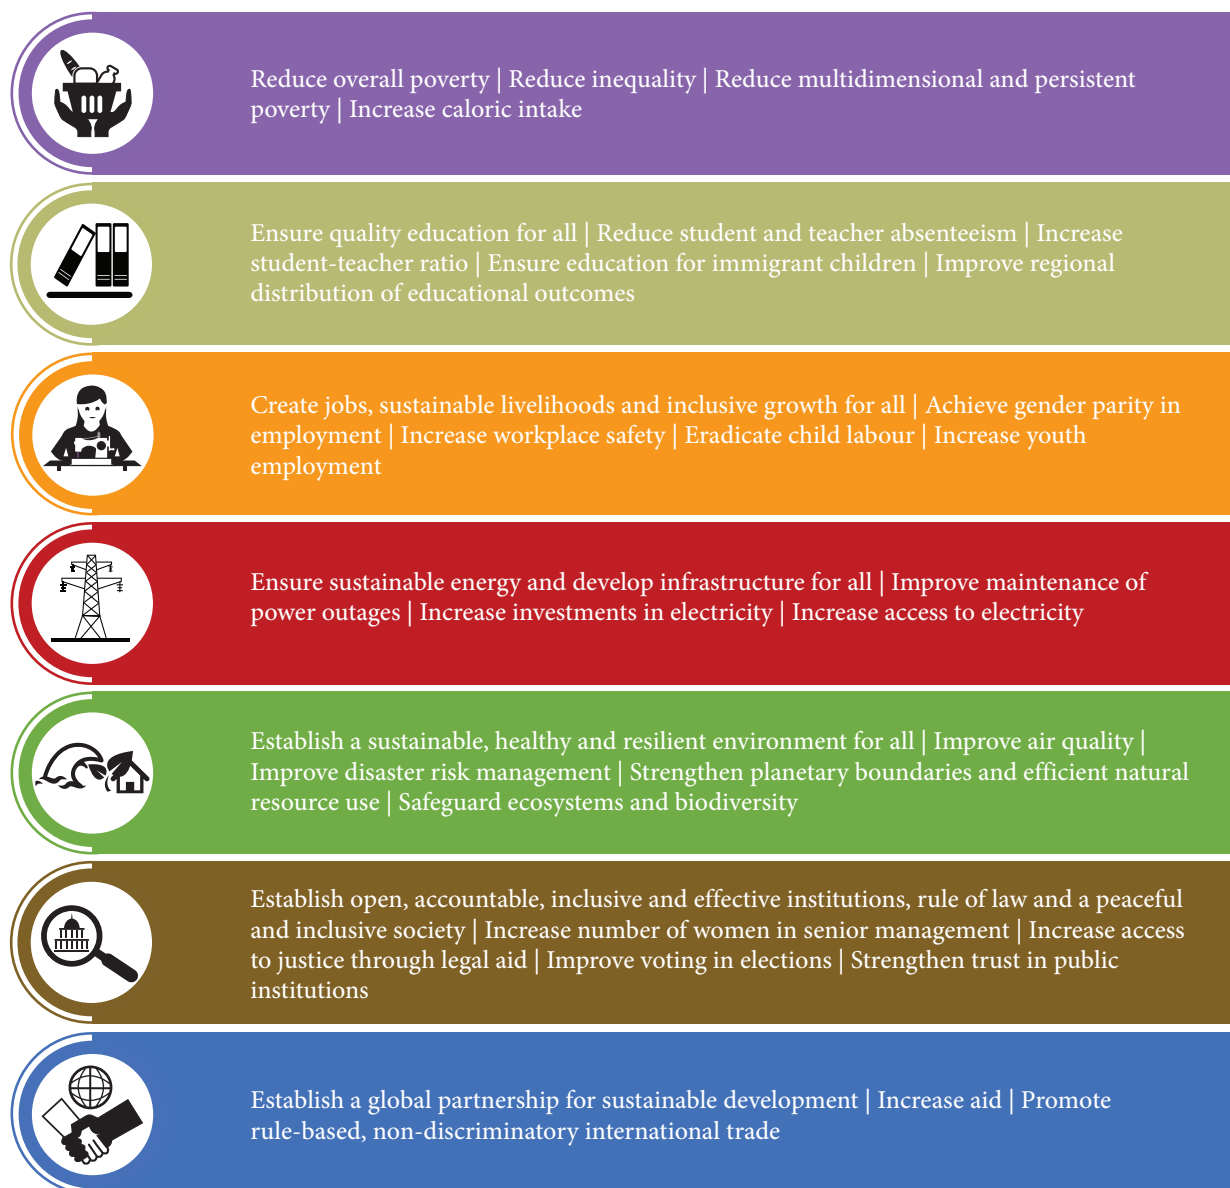 Reduce overall poverty | Reduce inequality | Reduce multidimensional and persistent
poverty | Increase caloric intake
Ensure quality education for all | Reduce student and teacher absenteeism | Increase
student-teacher ratio | Ensure education for immigrant children | Improve regional
distribution of educational outcomes
Create jobs, sustainable livelihoods and inclusive growth for all | Achieve gender parity in
employment | Increase workplace safety | Eradicate child labour | Increase youth
employment
Ensure sustainable energy and develop infrastructure for all | Improve maintenance of
power outages | Increase investments in electricity | Increase access to electricity
Establish a sustainable, healthy and resilient environment for all | Improve air quality |
Improve disaster risk management | Strengthen planetary boundaries and efficient natural
resource use | Safeguard ecosystems and biodiversity
Establish open, accountable, inclusive and effective institutions, rule of law and a peaceful
and inclusive society | Increase number of women in senior management | Increase access
to justice through legal aid | Improve voting in elections | Strengthen trust in public
institutions
Establish a global partnership for sustainable development | Increase aid | Promote
rule-based, non-discriminatory international trade